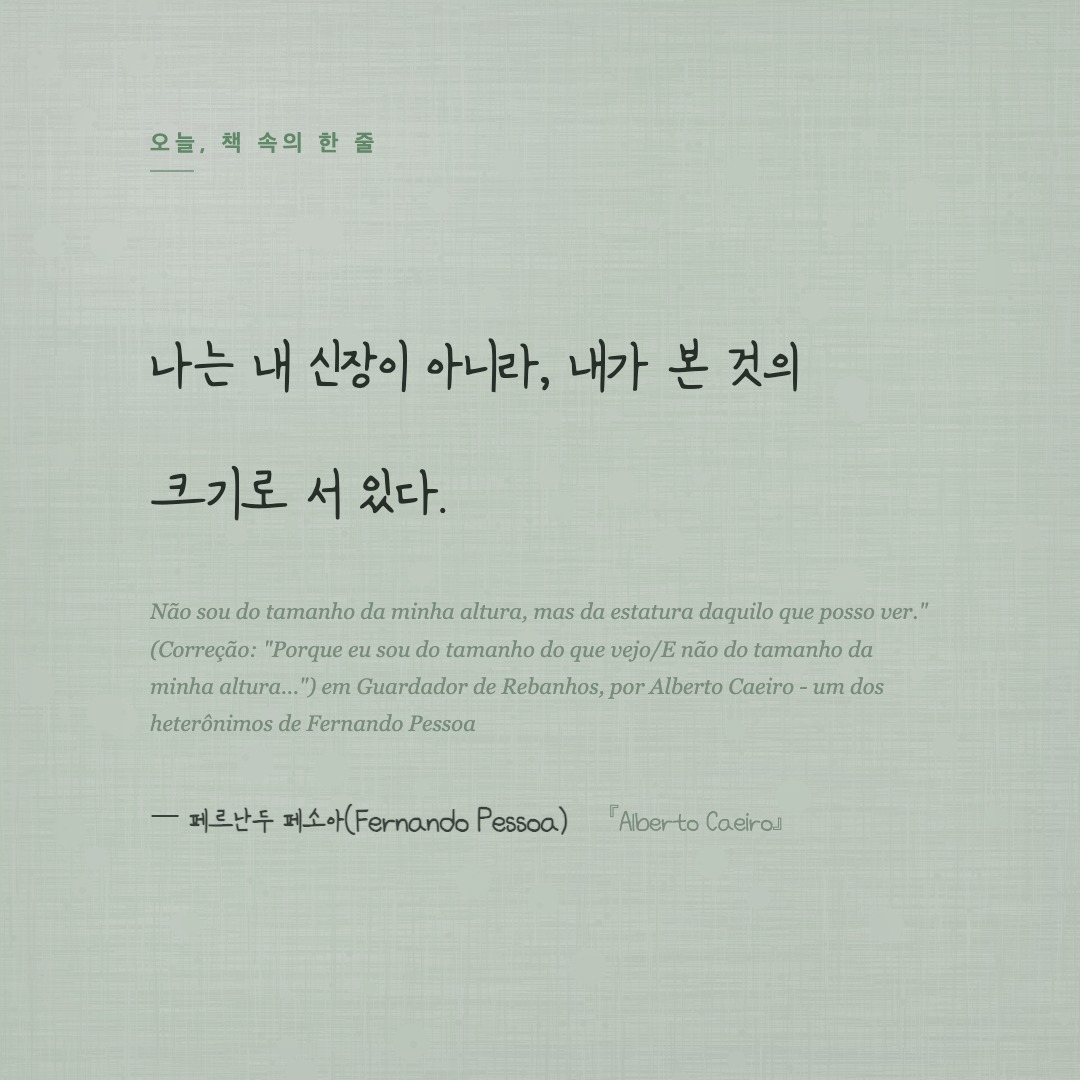 오늘, 책 속의 한 줄
나는 내 신장이 아니라, 내가 본 것의
크기로 서 있다.
Não sou do tamanho da minha altura, mas da estatura daquilo que posso ver."
(Correção: "Porque eu sou do tamanho do que vejo/E não do tamanho da
minha altura...") em Guardador de Rebanhos, por Alberto Caeiro - um dos
heterônimos de Fernando Pessoa
— 페르난두 페소아(Fernando Pessoa) 『Alberto Caeiro』